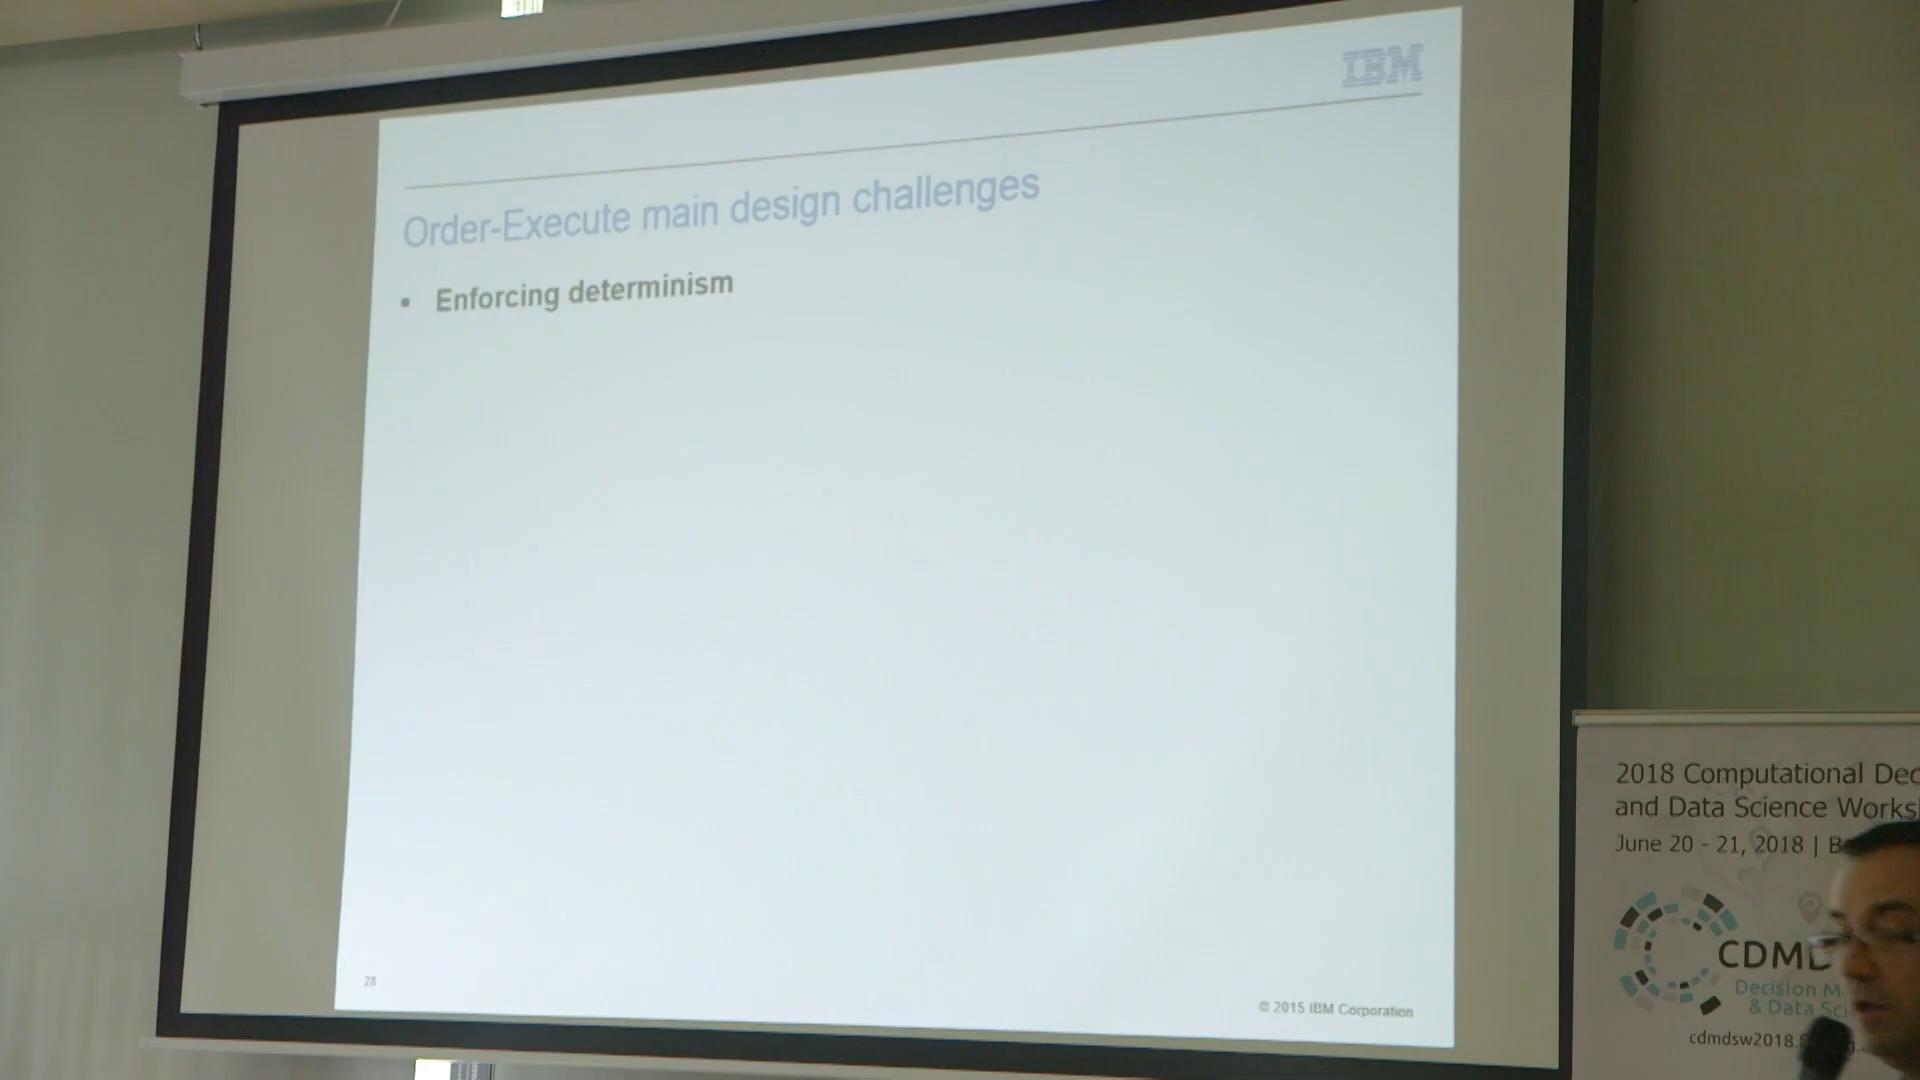 IBM
Order-Execute main design challenges
▪ Enforcing determinism
28
© 2015 IBM Corporation
2018 Computational Dec
and Data Science Works
June 20 - 21, 2018 | B
CDMD
Decision M
& Data Sci
cdmdsw2018.